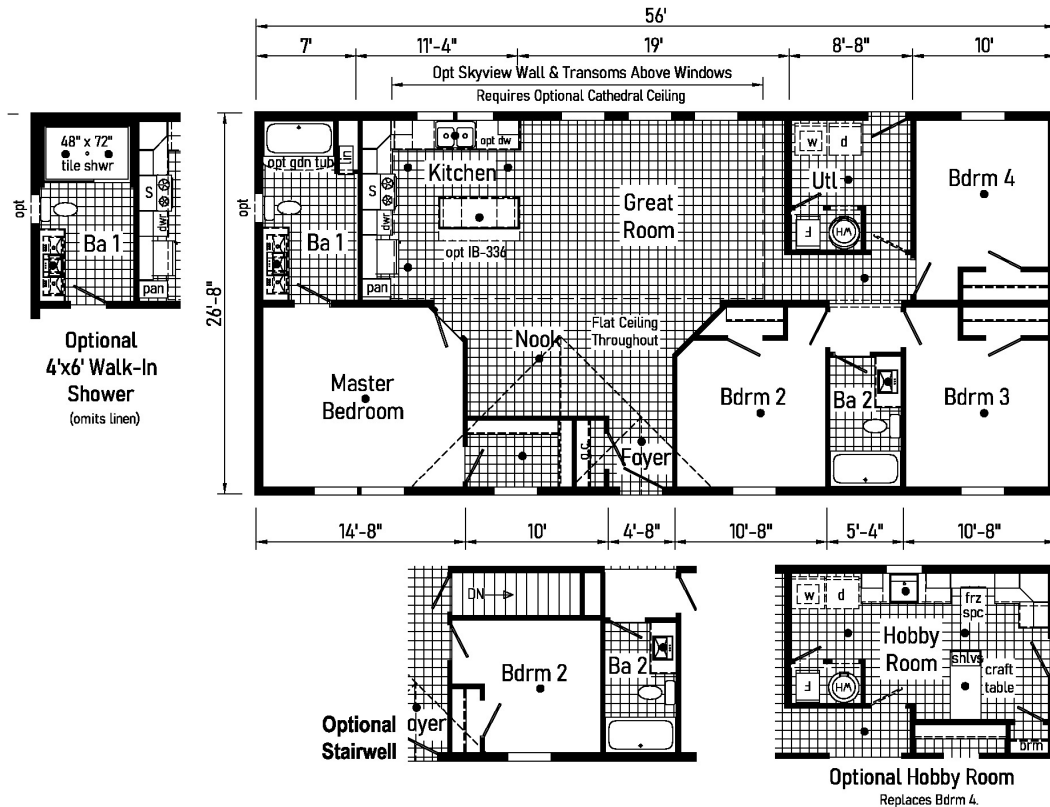 56'
7'
11'-4"
19'
8'-8"
10'
Opt Skyview Wall & Transoms Above Windows
Requires Optional Cathedral Ceiling
26'-8"
48" x 72"
tile shwr
opt
S
dwr
Ba 1
pan
Optional
4'x6' Walk-In
Shower
(omits linen)
opt
opt gdn tub
lin
Ba 1
S
dwr
pan
opt dw
Kitchen
opt IB-336
Great
Room
w
d
Utl
F
WH
Bdrm 4
Master
Bedroom
Nook
Flat Ceiling
Throughout
o.c.
Foyer
Bdrm 2
Ba 2
Bdrm 3
14'-8"
10'
4'-8"
10'-8"
5'-4"
10'-8"
DN
Bdrm 2
Ba 2
oyer
Optional
Stairwell
w
d
frz
spc
Hobby
Room
shlvs
craft
table
F
WH
brm
Optional Hobby Room
Replaces Bdrm 4.